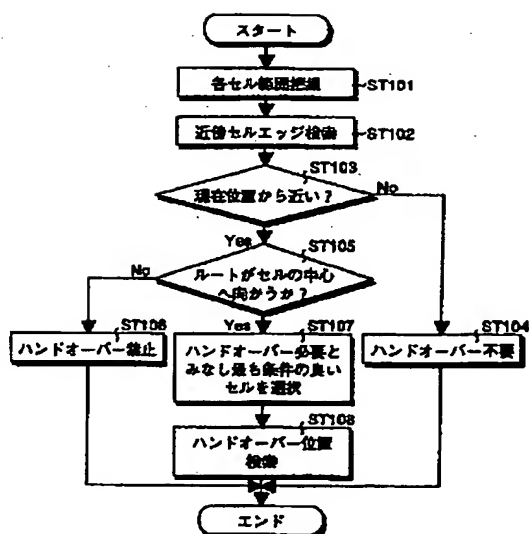 スタート
各セル範囲把握
ST101
近傍セルエッジ検索
ST102
ST103
現在位置から近い?
No
Yes
ST105
ルートがセルの中心
へ向かうか?
No
Yes
ST106
ハンドオーバー禁止
ST107
ハンドオーバー必要と
みなし最も条件の良い
セルを選択
ST104
ハンドオーバー不要
ST108
ハンドオーバー位置
検索
エンド